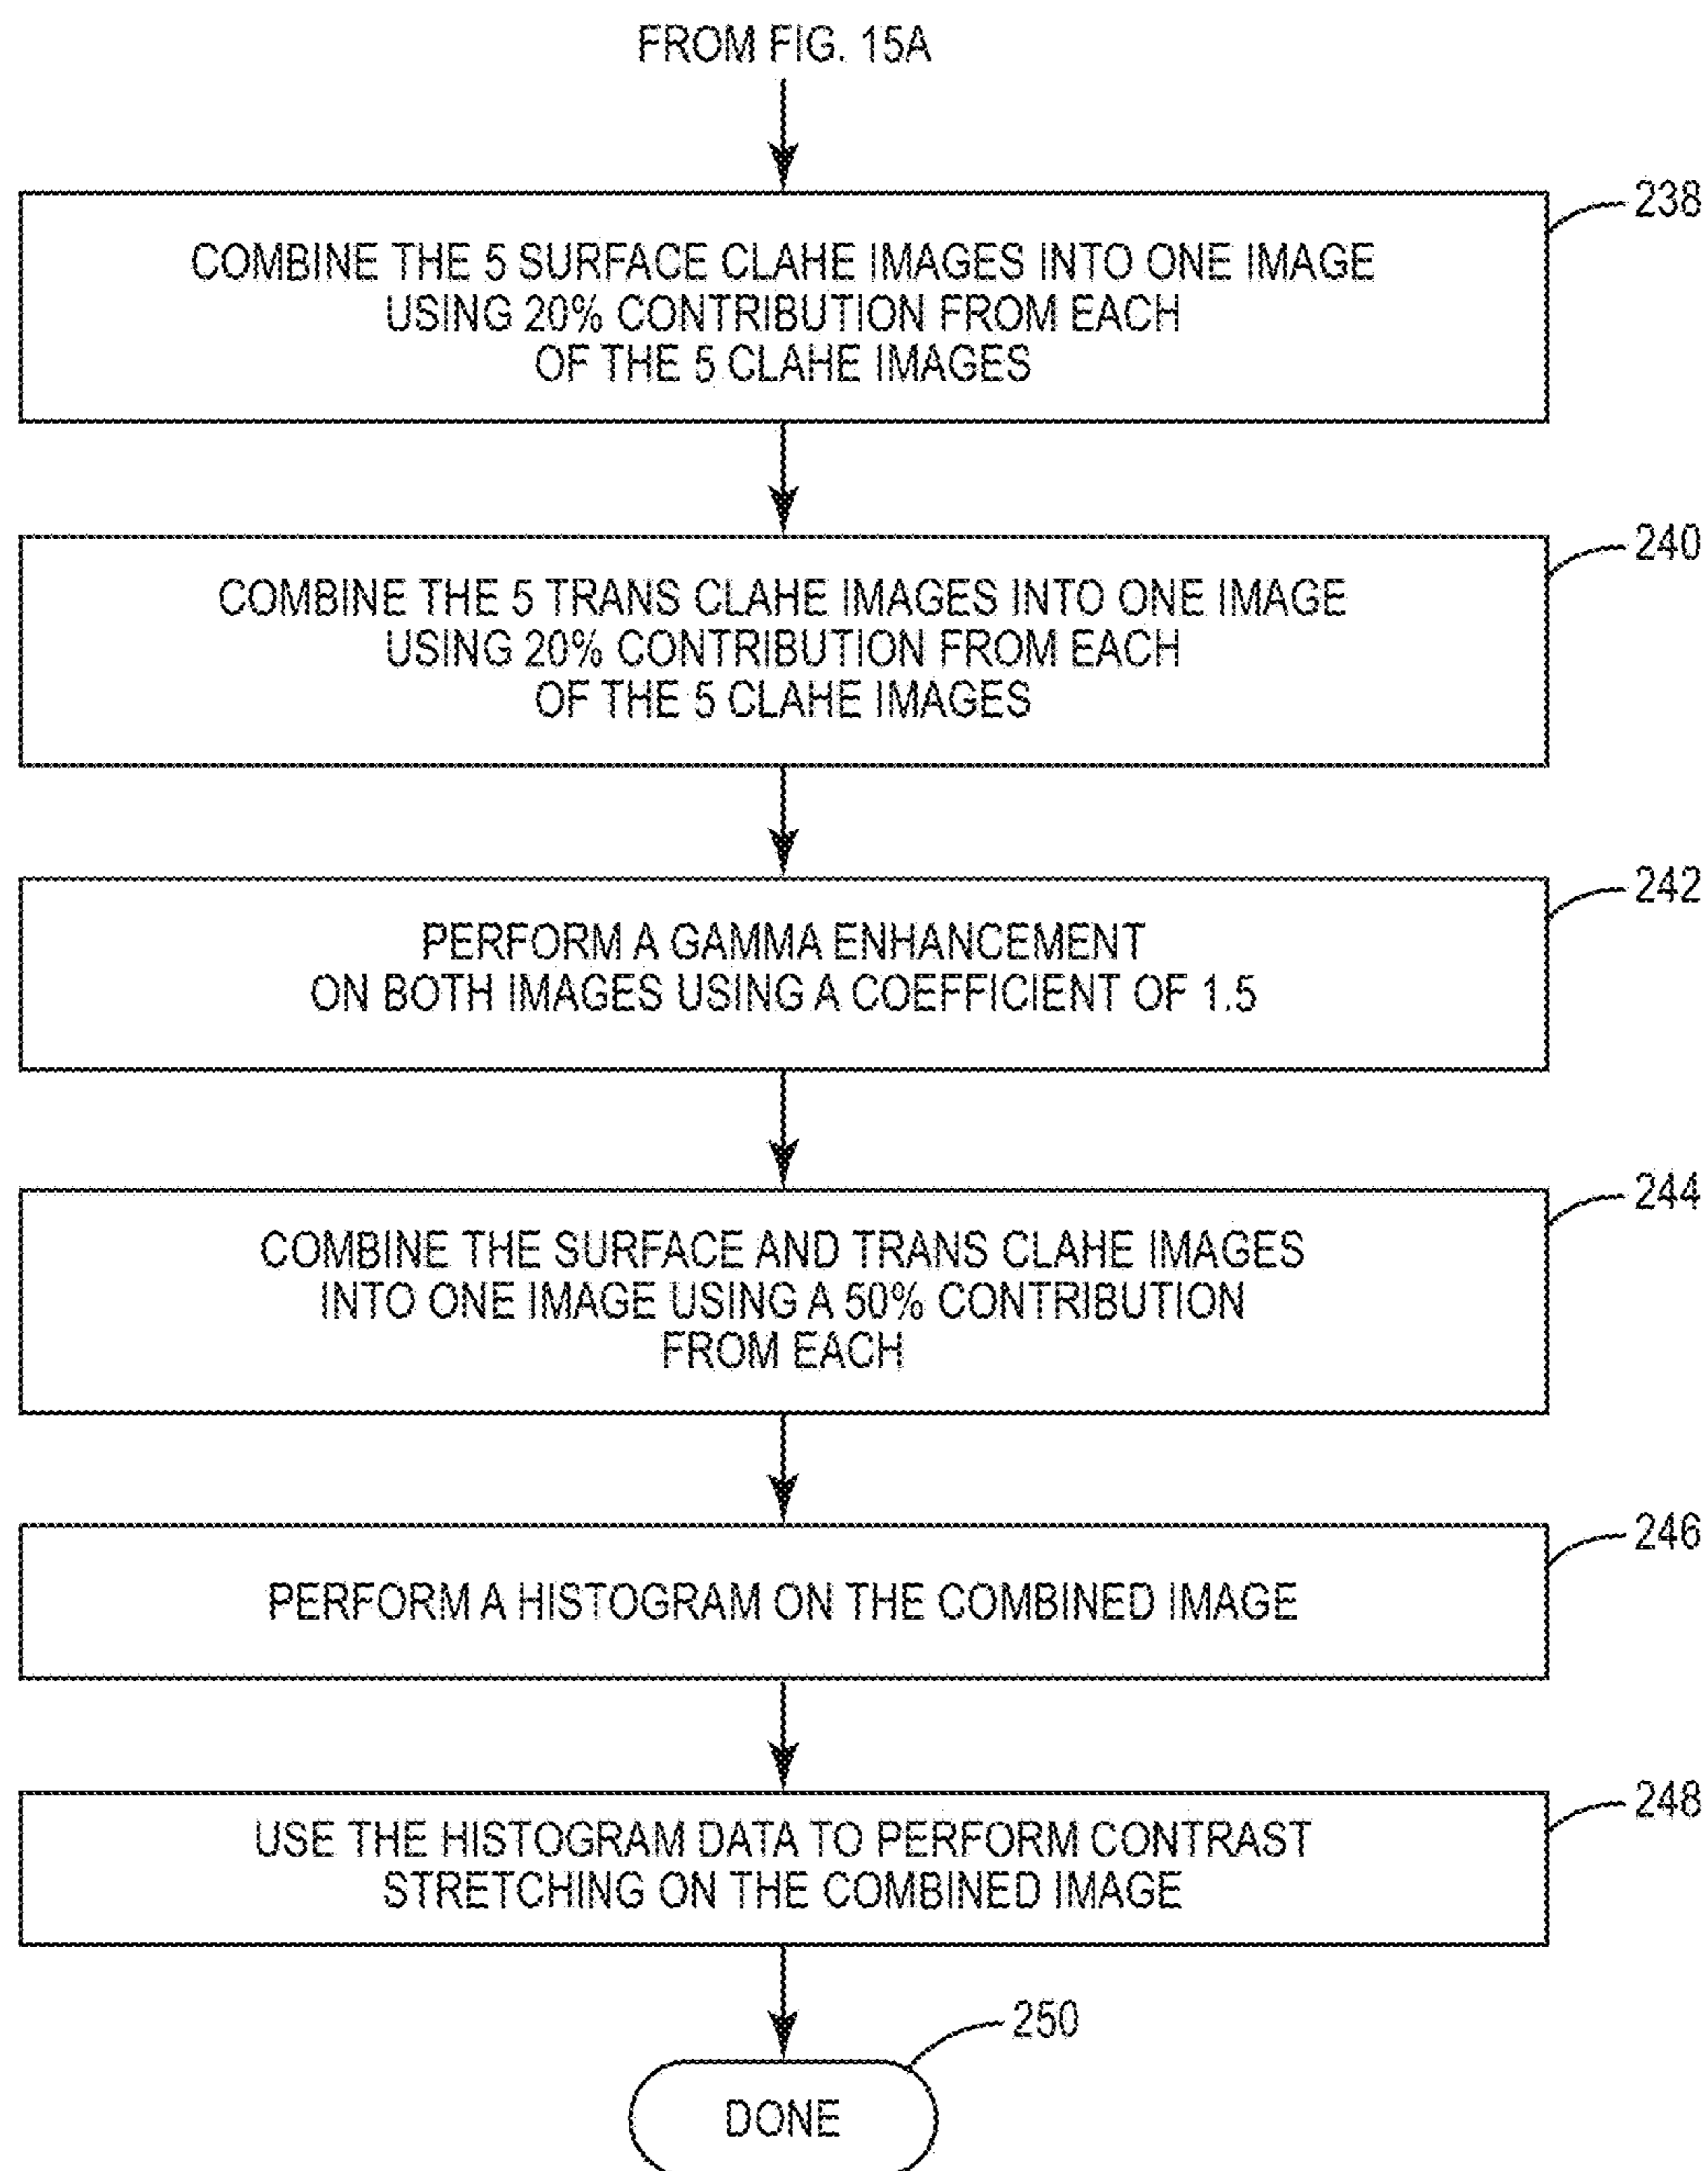 FROM FIG. 15A
238
COMBINE THE 5 SURFACE CLAHE IMAGES INTO ONE IMAGE
USING 20% CONTRIBUTION FROM EACH
OF THE 5 CLAHE IMAGES
240
COMBINE THE 5 TRANS CLAHE IMAGES INTO ONE IMAGE
USING 20% CONTRIBUTION FROM EACH
OF THE 5 CLAHE IMAGES
242
PERFORM A GAMMA ENHANCEMENT
ON BOTH IMAGES USING A COEFFICIENT OF 1.5
244
COMBINE THE SURFACE AND TRANS CLAHE IMAGES
INTO ONE IMAGE USING A 50% CONTRIBUTION
FROM EACH
246
PERFORM A HISTOGRAM ON THE COMBINED IMAGE
248
USE THE HISTOGRAM DATA TO PERFORM CONTRAST
STRETCHING ON THE COMBINED IMAGE
250
DONE